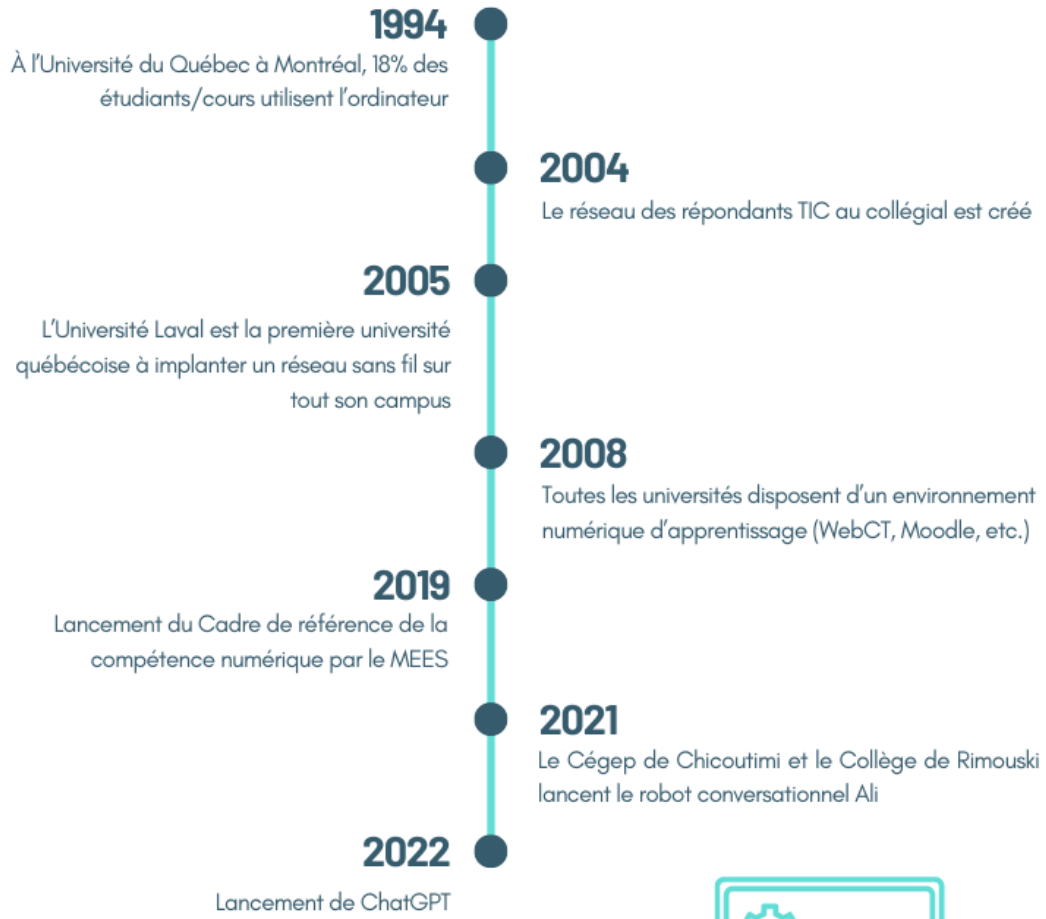 1994
À l'Université du Québec à Montréal, 18% des
étudiants/cours utilisent l'ordinateur
2004
Le réseau des répondants TIC au collégial est créé
2005
L'Université Laval est la première université
québécoise à implanter un réseau sans fil sur
tout son campus
2008
Toutes les universités disposent d'un environnement
numérique d'apprentissage (WebCT, Moodle, etc.)
2019
Lancement du Cadre de référence de la
compétence numérique par le MEES
2021
Le Cégep de Chicoutimi et le Collège de Rimouski
lancent le robot conversationnel Ali
2022
Lancement de ChatGPT